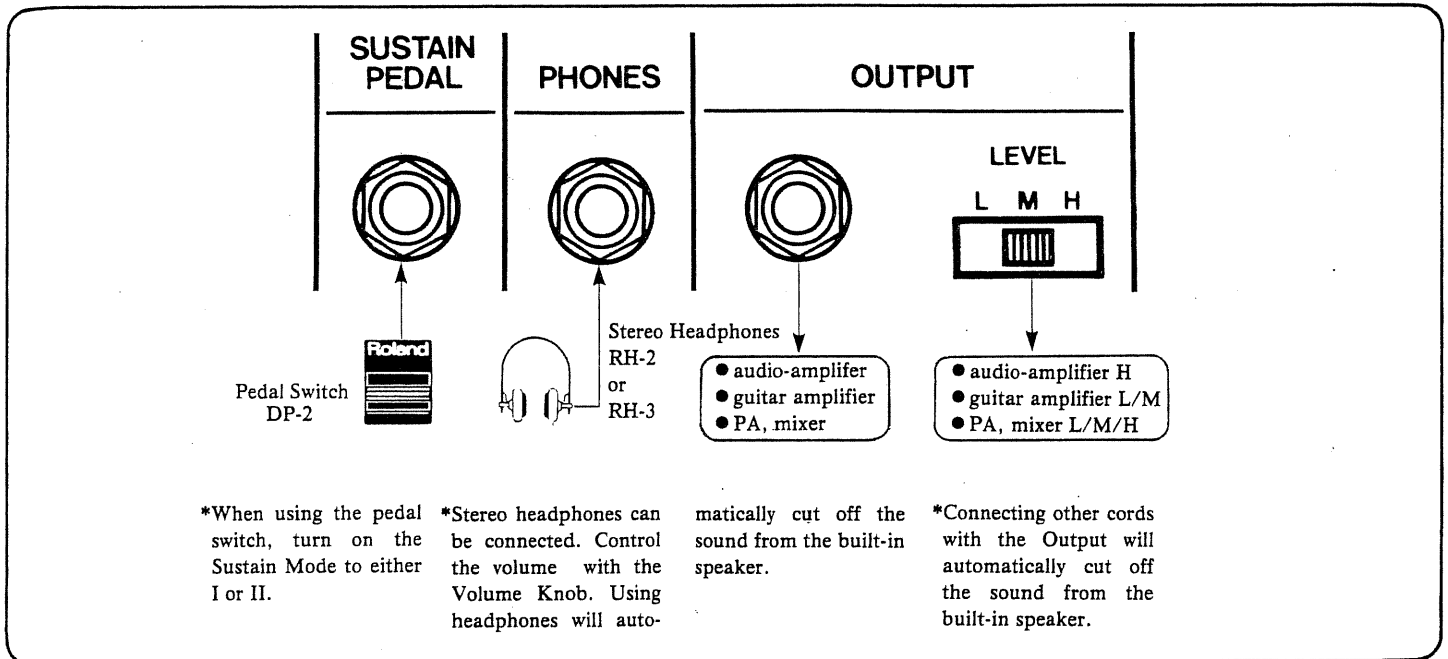 SUSTAIN
PEDAL
PHONES
OUTPUT
LEVEL
L M H
Roland
Pedal Switch
DP-2
Stereo Headphones
RH-2
or
RH-3
● audio-amplifer
● guitar amplifier
● PA, mixer
● audio-amplifier H
● guitar amplifier L/M
● PA, mixer L/M/H
*When using the pedal
switch, turn on the
Sustain Mode to either
I or II.
*Stereo headphones can
be connected. Control
the volume with the
Volume Knob. Using
headphones will auto-
matically cut off the
sound from the built-in
speaker.
*Connecting other cords
with the Output will
automatically cut off
the sound from the
built-in speaker.